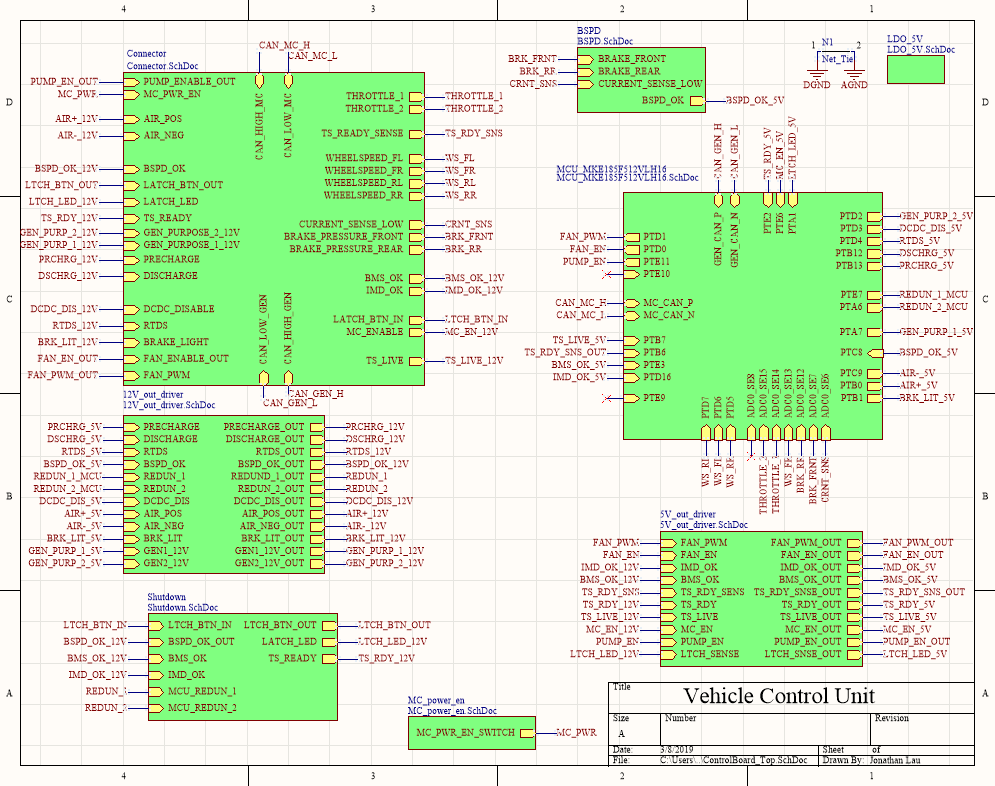 4
3
2
1
D
C
B
A
D
C
B
A
4
3
2
1
Connector
Connector.SchDoc
CAN_MC_H
CAN_MC_L
PUMP_EN_OUT
PUMP_ENABLE_OUT
MC_PWR
MC_PWR_EN
AIR+_12V
AIR_POS
AIR-_12V
AIR_NEG
BSPD_OK_12V
BSPD_OK
LTCH_BTN_OUT
LATCH_BTN_OUT
LTCH_LED_12V
LATCH_LED
TS_RDY_12V
TS_READY
GEN_PURP_2_12V
GEN_PURPOSE_2_12V
GEN_PURP_1_12V
GEN_PURPOSE_1_12V
PRCHRG_12V
PRECHARGE
DSCHRG_12V
DISCHARGE
DCDC_DIS_12V
DCDC_DISABLE
RTDS_12V
RTDS
BRK_LIT_12V
BRAKE_LIGHT
FAN_EN_OUT
FAN_ENABLE_OUT
FAN_PWM_OUT
FAN_PWM
CAN_HIGH_MC
CAN_LOW_MC
CAN_LOW_GEN
CAN_HIGH_GEN
CAN_GEN_H
CAN_GEN_L
THROTTLE_1
THROTTLE_1
THROTTLE_2
THROTTLE_2
TS_READY_SENSE
TS_RDY_SNS
WHEELSPEED_FL
WS_FL
WHEELSPEED_FR
WS_FR
WHEELSPEED_RL
WS_RL
WHEELSPEED_RR
WS_RR
CURRENT_SENSE_LOW
CRNT_SNS
BRAKE_PRESSURE_FRONT
BRK_FRNT
BRAKE_PRESSURE_REAR
BRK_RR
BMS_OK
BMS_OK_12V
IMD_OK
IMD_OK_12V
LATCH_BTN_IN
LTCH_BTN_IN
MC_ENABLE
MC_EN_12V
TS_LIVE
TS_LIVE_12V
BSPD
BSPD.SchDoc
BRK_FRNT
BRAKE_FRONT
BRK_RR
BRAKE_REAR
CRNT_SNS
CURRENT_SENSE_LOW
BSPD_OK
BSPD_OK_5V
1
N1
2
Net_Tie
DGND
AGND
LDO_5V
LDO_5V.SchDoc
MCU_MKE185F512VLH16
MCU_MKE185F512VLH16.SchDoc
CAN_GEN_H
CAN_GEN_L
TS_RDY_5V
MC_EN_5V
LTCH_LED_5V
GEN_CAN_P
GEN_CAN_N
PTE2
PTE6
PTA1
FAN_PWM
PTD1
FAN_EN
PTD0
PUMP_EN
PTE11
PTE10
CAN_MC_H
MC_CAN_P
CAN_MC_L
MC_CAN_N
TS_LIVE_5V
PTB7
TS_RDY_SNS_OUT
PTB6
BMS_OK_5V
PTE3
IMD_OK_5V
PTD16
PTE9
PTD2
GEN_PURP_2_5V
PTD3
DCDC_DIS_5V
PTD4
RTDS_5V
PTB12
DSCHRG_5V
PTB13
PRCHRG_5V
PTE7
REDUN_1_MCU
PTA6
REDUN_2_MCU
PTA7
GEN_PURP_1_5V
PTC8
BSPD_OK_5V
PTC9
AIR-_5V
PTB0
AIR+_5V
PTB1
BRK_LIT_5V
PTD7
PTD6
PTD5
ADC0_SE8
ADC0_SE15
ADC0_SE14
ADC0_SE13
ADC0_SE12
ADC0_SE7
ADC0_SE6
BRK_RR
BRK_FRNT
CRNT_SNS
12V_out_driver
12V_out_driver.SchDoc
PRCHRG_5V
PRECHARGE
PRECHARGE_OUT
PRCHRG_12V
DSCHRG_5V
DISCHARGE
DISCHARGE_OUT
DSCHRG_12V
RTDS_5V
RTDS
RTDS_OUT
RTDS_12V
BSPD_OK_5V
BSPD_OK
BSPD_OK_OUT
BSPD_OK_12V
REDUN_1_MCU
REDUN_1
REDUND_1_OUT
REDUN_1
REDUN_2_MCU
REDUN_2
REDUN_2_OUT
REDUN_2
DCDC_DIS_5V
DCDC_DIS
DCDC_DIS_OUT
DCDC_DIS_12V
AIR+_5V
AIR_POS
AIR_POS_OUT
AIR+_12V
AIR-_5V
AIR_NEG
AIR_NEG_OUT
AIR-_12V
BRK_LIT_5V
BRK_LIT
BRK_LIT_OUT
BRK_LIT_12V
GEN_PURP_1_5V
GEN1_12V
GEN1_12V_OUT
GEN_PURP_1_12V
GEN_PURP_2_5V
GEN2_12V
GEN2_12V_OUT
GEN_PURP_2_12V
5V_out_driver
5V_out_driver.SchDoc
FAN_PWM
FAN_PWM
FAN_PWM_OUT
FAN_PWM_OUT
FAN_EN
FAN_EN
FAN_EN_OUT
FAN_EN_OUT
IMD_OK_12V
IMD_OK
IMD_OK_OUT
IMD_OK_5V
BMS_OK_12V
BMS_OK
BMS_OK_OUT
BMS_OK_5V
TS_RDY_SNS
TS_RDY_SENS
TS_RDY_SNSE_OUT
TS_RDY_SNS_OUT
TS_RDY_12V
TS_RDY
TS_RDY_OUT
TS_RDY_5V
TS_LIVE_12V
TS_LIVE
TS_LIVE_OUT
TS_LIVE_5V
MC_EN_12V
MC_EN
MC_EN_OUT
MC_EN_5V
PUMP_EN
PUMP_EN
PUMP_EN_OUT
PUMP_EN_OUT
LTCH_LED_12V
LTCH_SENSE
LTCH_SNSE_OUT
LTCH_LED_5V
Shutdown
Shutdown.SchDoc
LTCH_BTN_IN
LTCH_BTN_IN
LTCH_BTN_OUT
LTCH_BTN_OUT
BSPD_OK_12V
BSPD_OK_OUT
LATCH_LED
LTCH_LED_12V
BMS_OK_12V
BMS_OK
TS_READY
TS_RDY_12V
IMD_OK_12V
IMD_OK
MCU_REDUN_1
MCU_REDUN_2
MC_power_en
MC_power_en.SchDoc
MC_PWR_EN_SWITCH
MC_PWR
Title
Vehicle Control Unit
Size
Number
Revision
A
Date:
3/8/2019
Sheet of
File:
C:\Users\..\ControlBoard_Top.SchDoc
Drawn By: Jonathan Lau